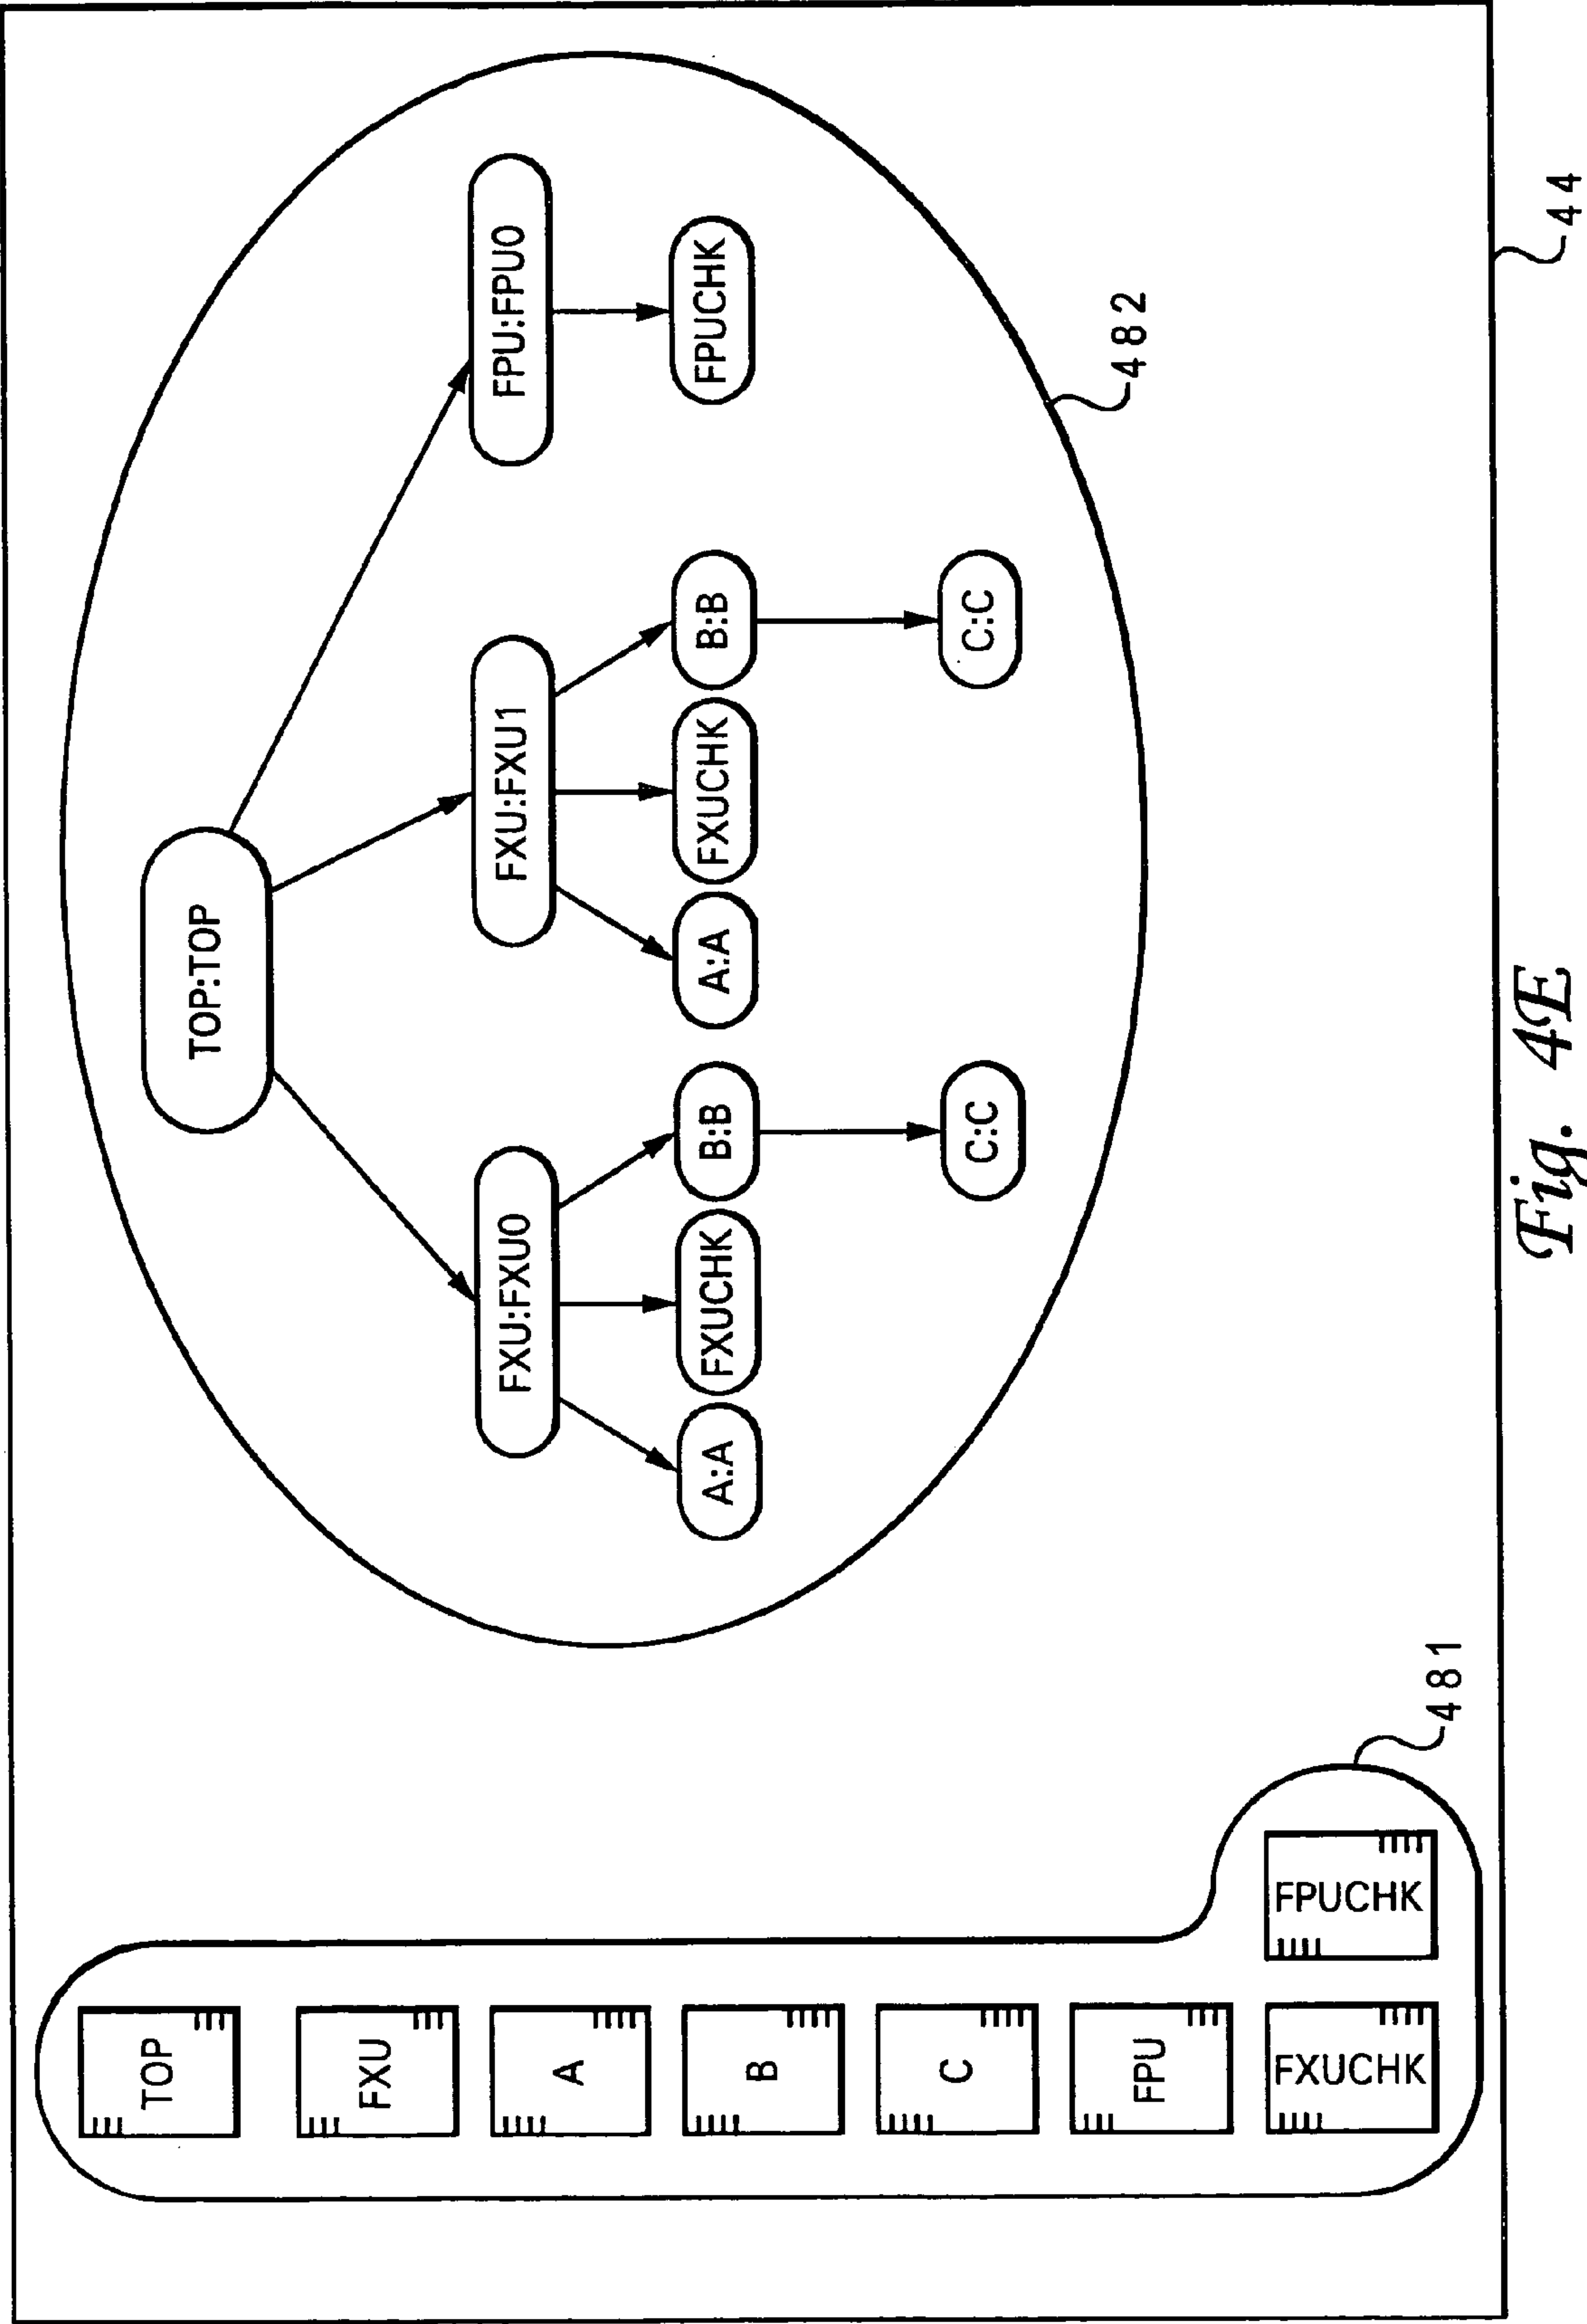 TOP
FXU
A
B
C
FPU
FXUCHK
FPUCHK
481
TOP:TOP
FXU:FXU0
FXU:FXU1
FPU:FPU0
A:A
FXUCHK
B:B
A:A
FXUCHK
B:B
FPUCHK
C:C
C:C
482
44
Fig. 4E